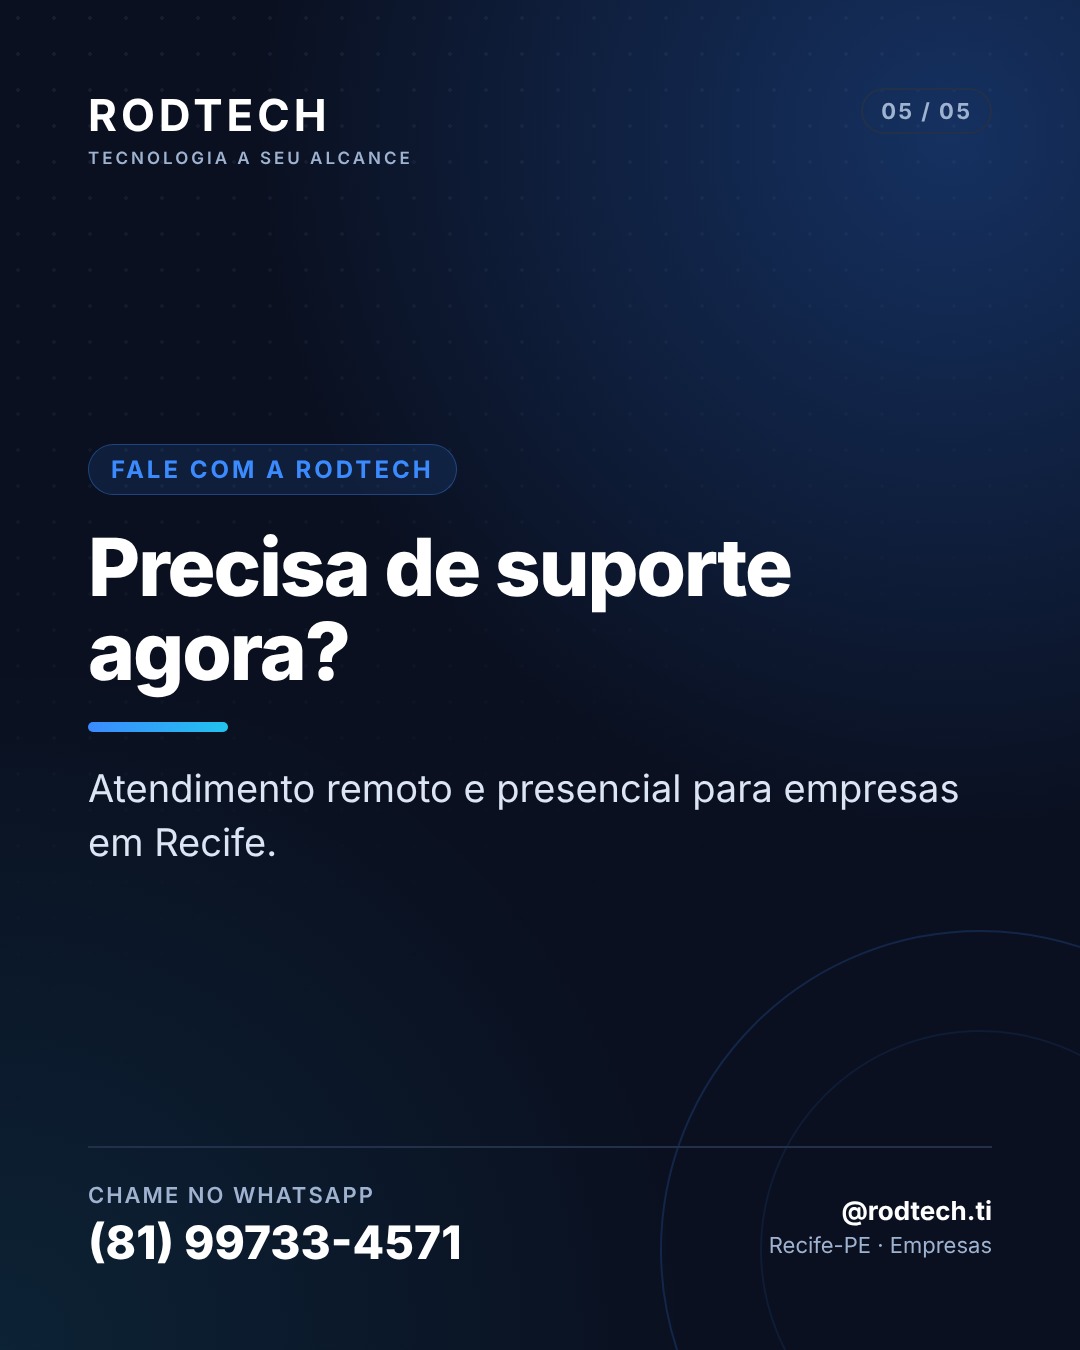 RODTECH
TECNOLOGIA A SEU ALCANCE
05 / 05
FALE COM A RODTECH
Precisa de suporte
agora?
Atendimento remoto e presencial para empresas
em Recife.
CHAME NO WHATSAPP
(81) 99733-4571
@rodtech.ti
Recife-PE · Empresas